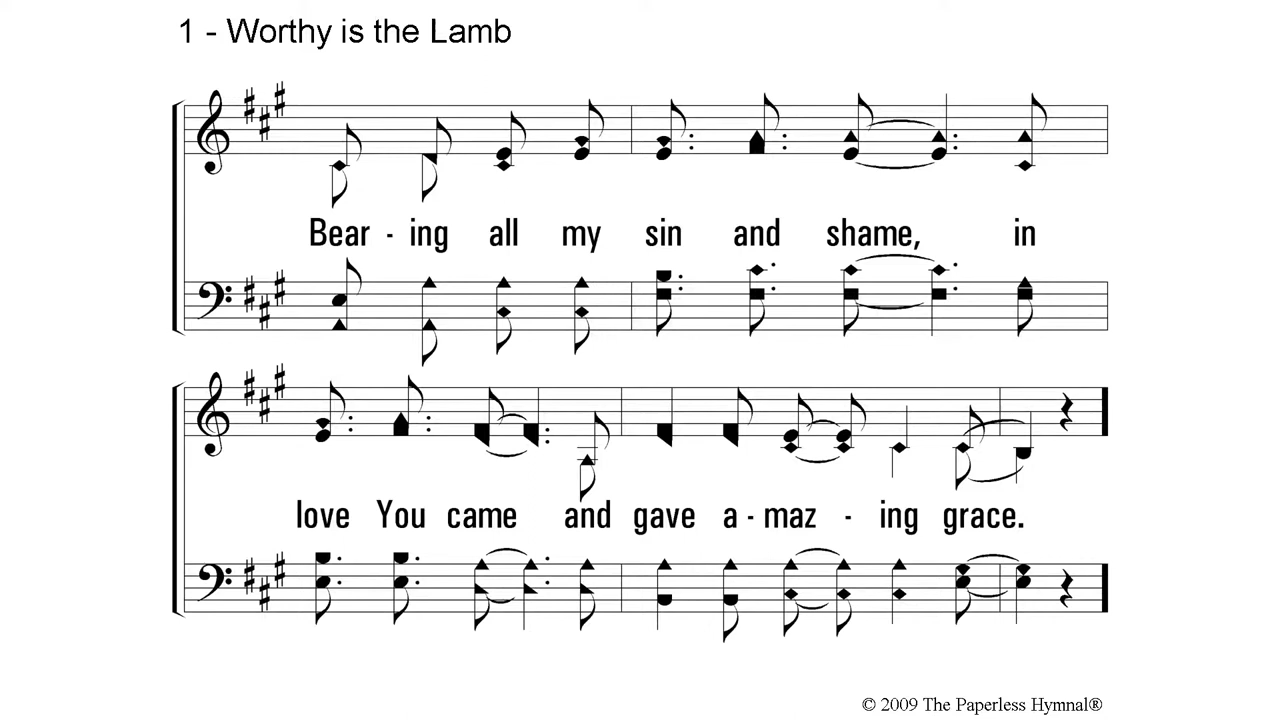 1 - Worthy is the Lamb
Bear - ing all my sin and shame, in
love You came and gave a - maz - ing grace.
© 2009 The Paperless Hymnal®